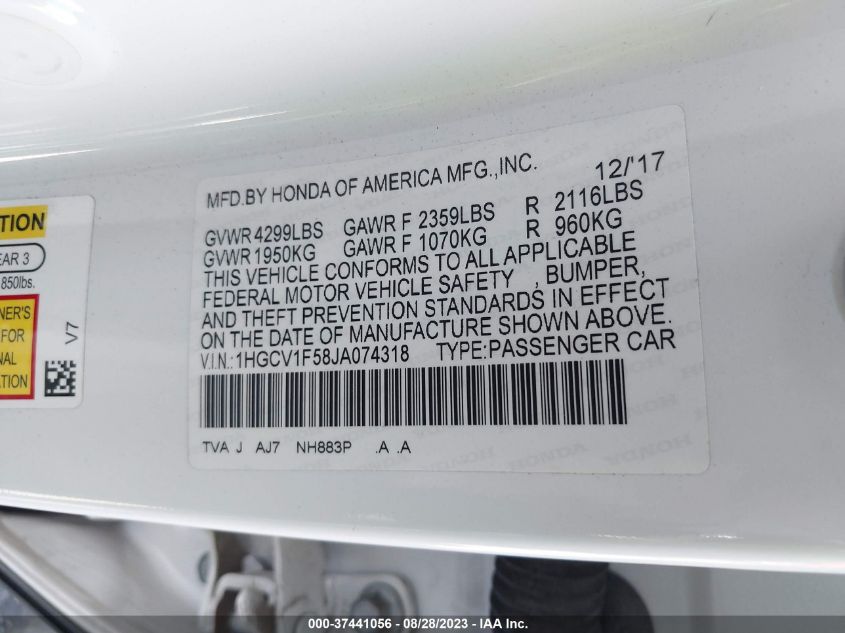 MFD.BY HONDA OF AMERICA MFG.,INC. 12/'17
GVWR 4299LBS GAWR F 2359LBS R 2116LBS
GVWR 1950KG GAWR F 1070KG R 960KG
THIS VEHICLE CONFORMS TO ALL APPLICABLE
FEDERAL MOTOR VEHICLE SAFETY , BUMPER,
AND THEFT PREVENTION STANDARDS IN EFFECT
ON THE DATE OF MANUFACTURE SHOWN ABOVE.
V.I.N.:1HGCV1F58JA074318 TYPE:PASSENGER CAR
TVA J AJ7 NH883P .A .A
TION
EAR 3
850lbs.
NER'S
FOR
NAL
ION
V7
000-37441056 / 08/28/2023 / IAA Inc.